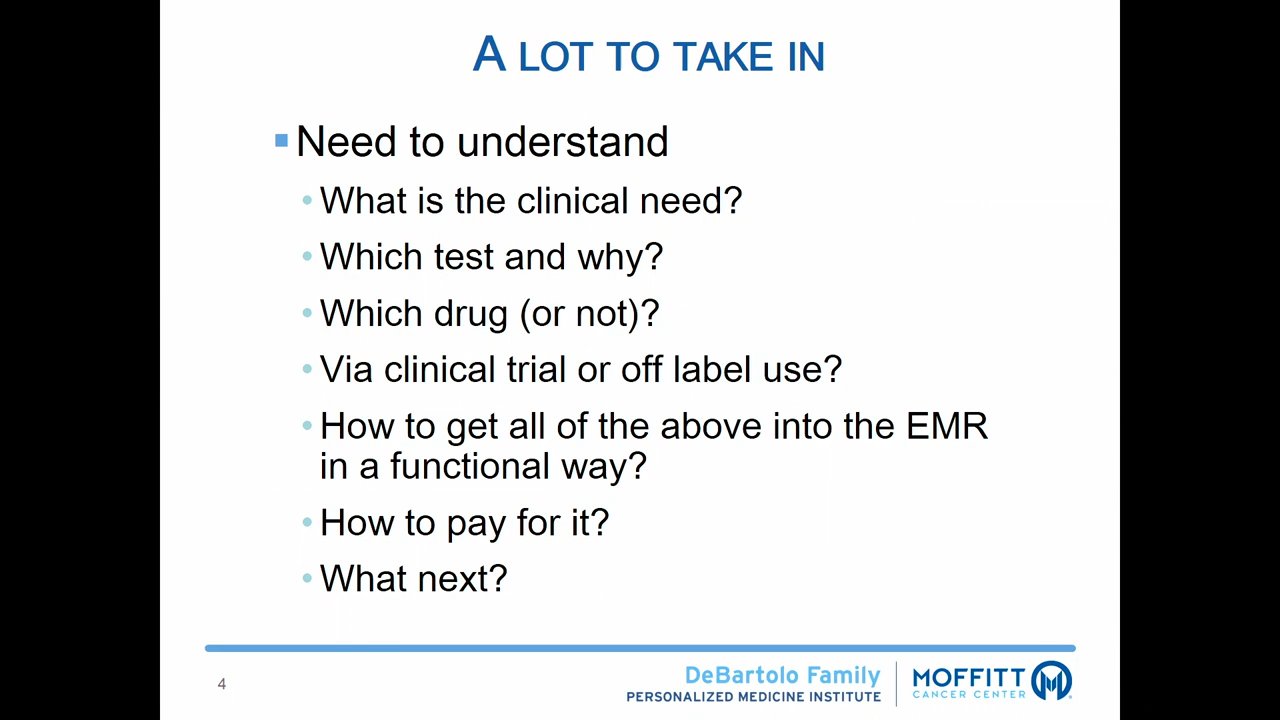 A LOT TO TAKE IN
Need to understand
What is the clinical need?
Which test and why?
Which drug (or not)?
Via clinical trial or off label use?
How to get all of the above into the EMR
in a functional way?
How to pay for it?
What next?
4
DeBartolo Family
PERSONALIZED MEDICINE INSTITUTE
MOFFITT
CANCER CENTER